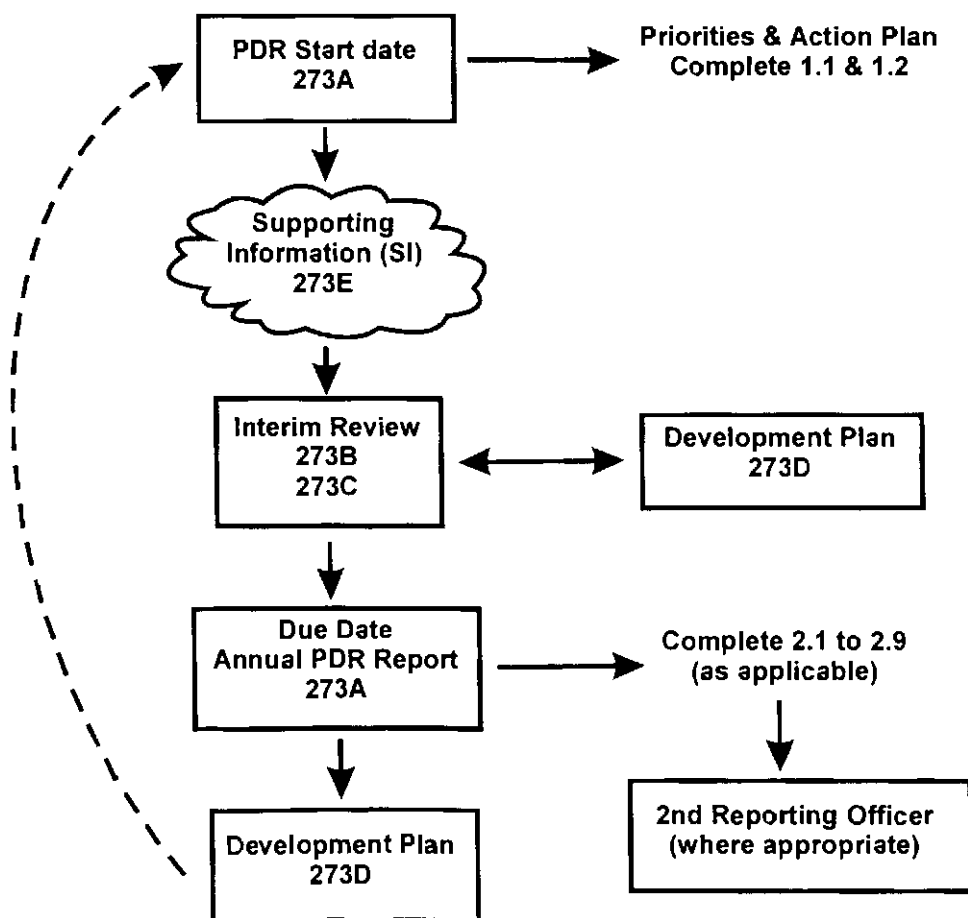 PDR Start date
273A
Priorities & Action Plan
Complete 1.1 & 1.2
Supporting
Information (SI)
273E
Interim Review
273B
273C
Development Plan
273D
Due Date
Annual PDR Report
273A
Complete 2.1 to 2.9
(as applicable)
Development Plan
273D
2nd Reporting Officer
(where appropriate)